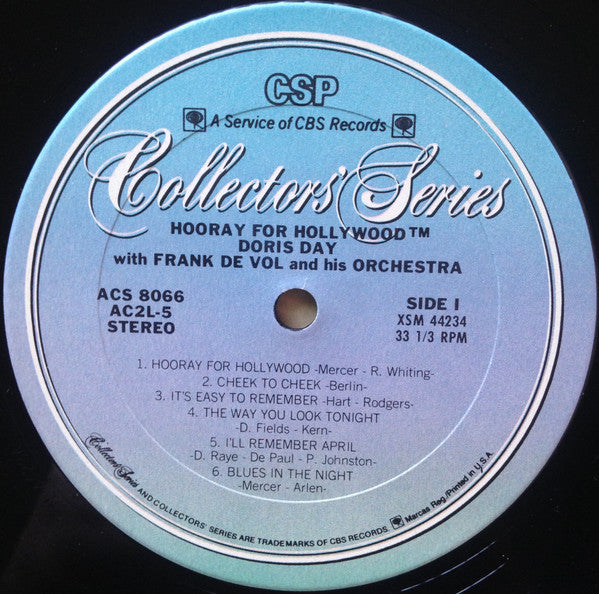 CSP
A Service of CBS Records
Collectors' Series
HOORAY FOR HOLLYWOOD™
DORIS DAY
with FRANK DE VOL and his ORCHESTRA
ACS 8066
AC2L-5
STEREO
SIDE I
XSM 44234
33 1/3 RPM
1. HOORAY FOR HOLLYWOOD -Mercer - R. Whiting-
2. CHEEK TO CHEEK -Berlin-
3. IT'S EASY TO REMEMBER -Hart - Rodgers-
4. THE WAY YOU LOOK TONIGHT
-D. Fields - Kern-
5. I'LL REMEMBER APRIL
-D. Raye - De Paul - P. Johnston-
6. BLUES IN THE NIGHT
-Mercer - Arlen-
Collectors' Series AND COLLECTORS' SERIES ARE TRADEMARKS OF CBS RECORDS. Marcas Reg./Printed in U.S.A.